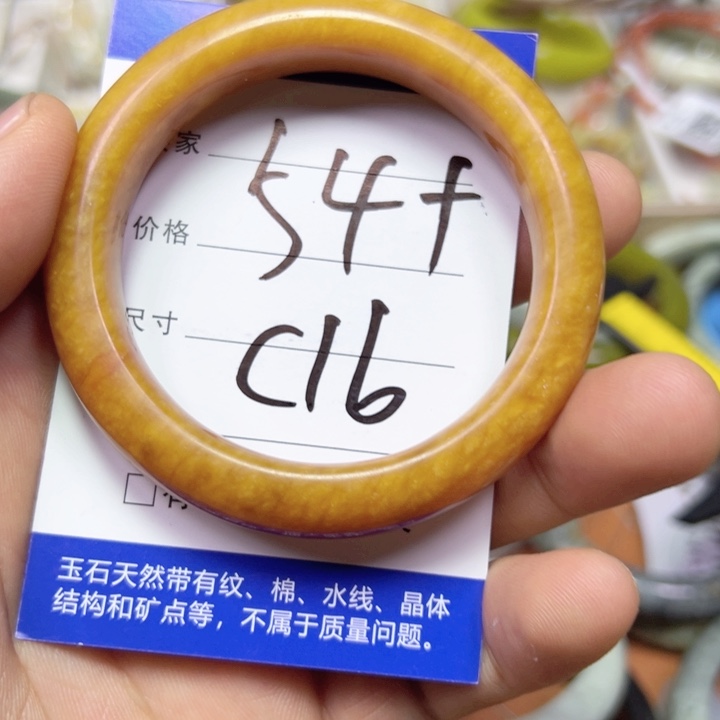 家
54+
价格
尺寸
C16
玉石天然带有纹、棉、水线、晶体
结构和矿点等，不属于质量问题。